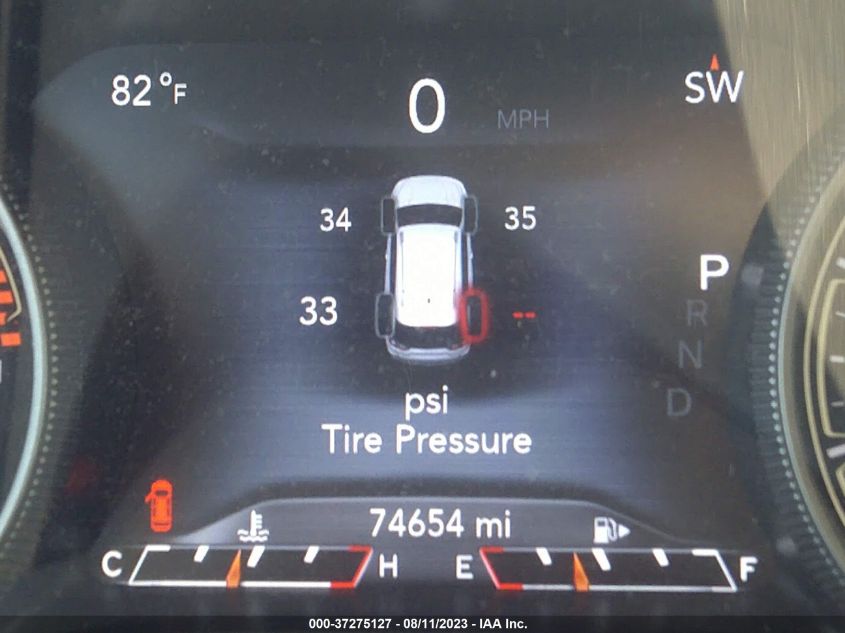 82°F 0 MPH SW
34 35
P
33 --
R
N
psi
D
Tire Pressure
74654 mi
C H E F
000-37275127 - 08/11/2023 - IAA Inc.